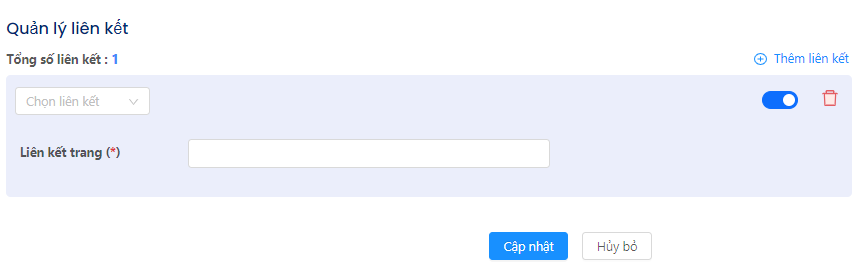 Quản lý liên kết
Tổng số liên kết : 1
Thêm liên kết
Chọn liên kết
Liên kết trang (*)
Cập nhật
Hủy bỏ